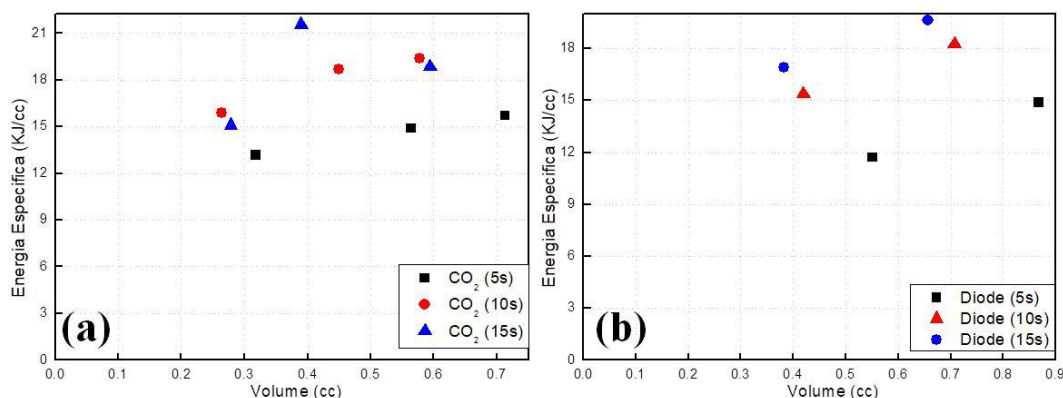 Energia Específica (KJ/cc)
21
18
15
12
9
6
3
0
(a)
CO2 (5s)
CO2 (10s)
CO2 (15s)
0.0 0.1 0.2 0.3 0.4 0.5 0.6 0.7
Volume (cc)
Energia Específica (KJ/cc)
18
15
12
9
6
3
0
(b)
Diode (5s)
Diode (10s)
Diode (15s)
0.0 0.1 0.2 0.3 0.4 0.5 0.6 0.7 0.8 0.9
Volume (cc)